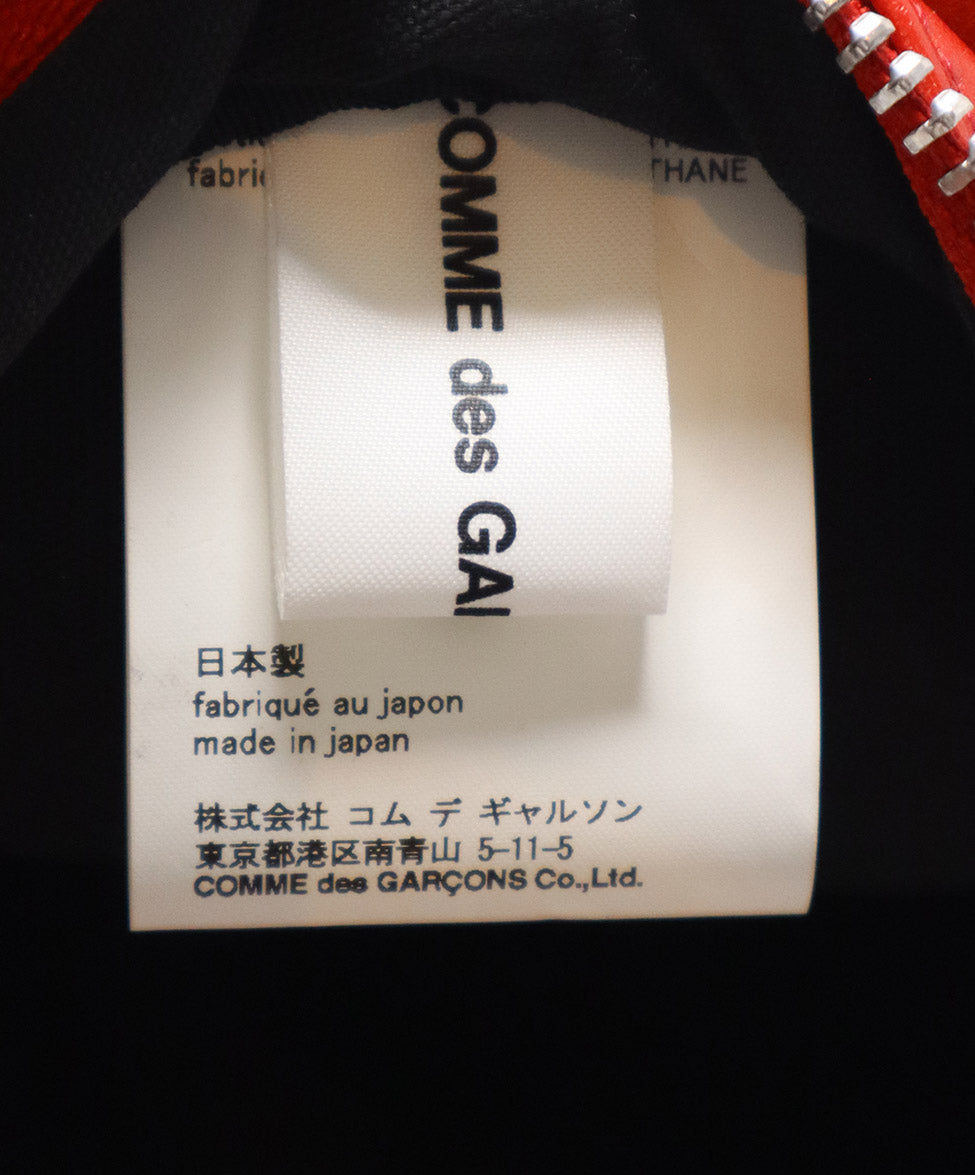 THANE
COMME des
日本製
fabriqué au japon
made in japan
株式会社 コム デ ギャルソン
東京都港区南青山 5-11-5
COMME des GARÇONS Co.,Ltd.